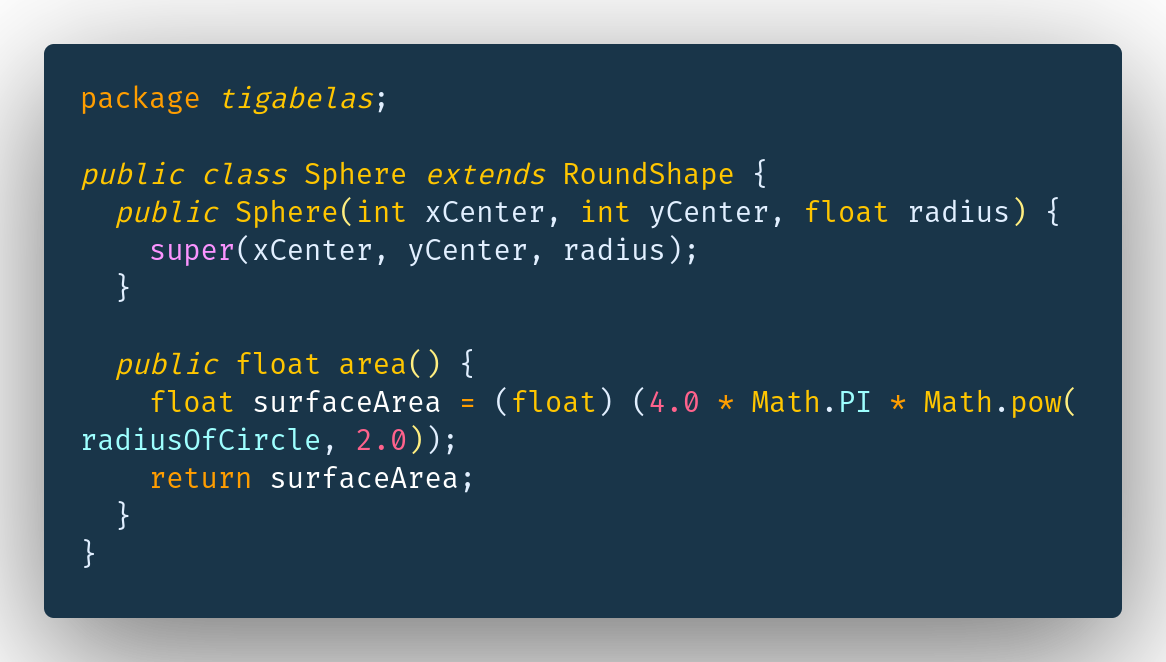 package tigabelas;
public class Sphere extends RoundShape {
  public Sphere(int xCenter, int yCenter, float radius) {
    super(xCenter, yCenter, radius);
  }
  public float area() {
    float surfaceArea = (float) (4.0 * Math.PI * Math.pow(
radiusOfCircle, 2.0));
    return surfaceArea;
  }
}